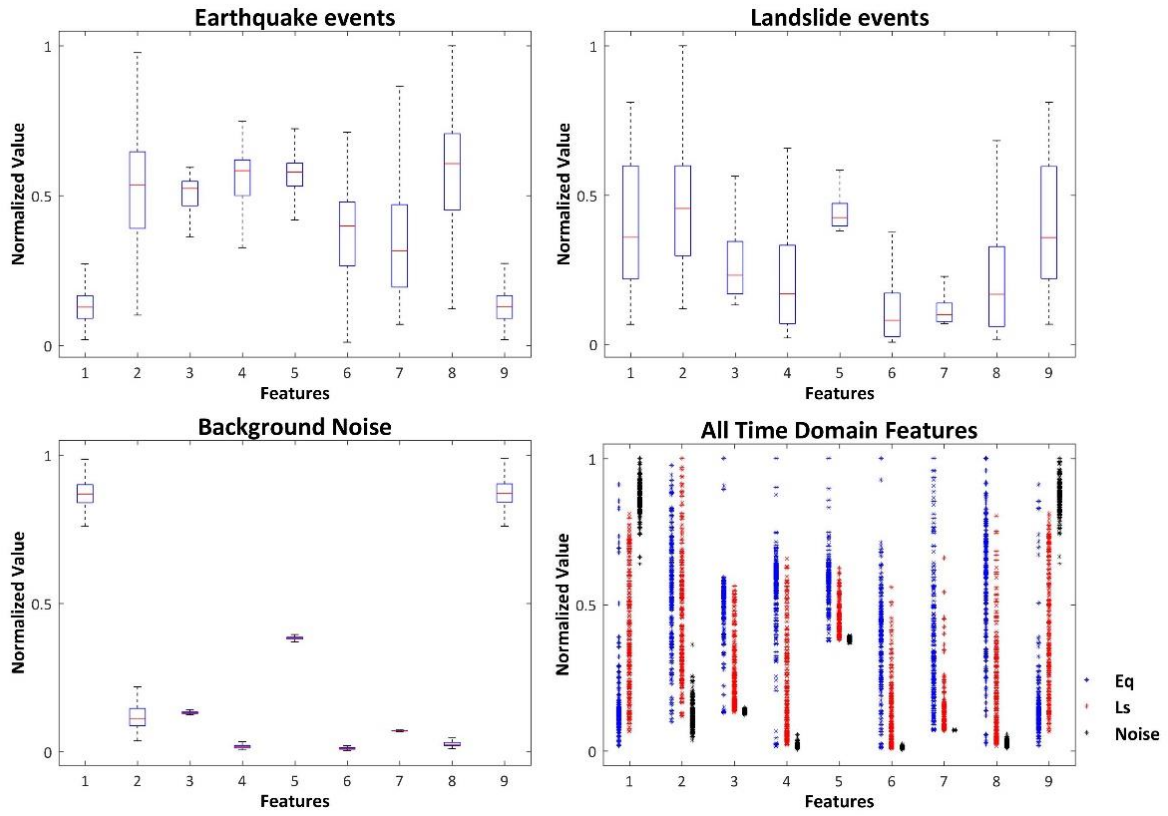 Earthquake events
Normalized Value
1
0.5
0
1 2 3 4 5 6 7 8 9
Features
Landslide events
Normalized Value
1
0.5
0
1 2 3 4 5 6 7 8 9
Features
Background Noise
Normalized Value
1
0.5
0
1 2 3 4 5 6 7 8 9
Features
All Time Domain Features
Normalized Value
1
0.5
0
1 2 3 4 5 6 7 8 9
Features
Eq
Ls
Noise